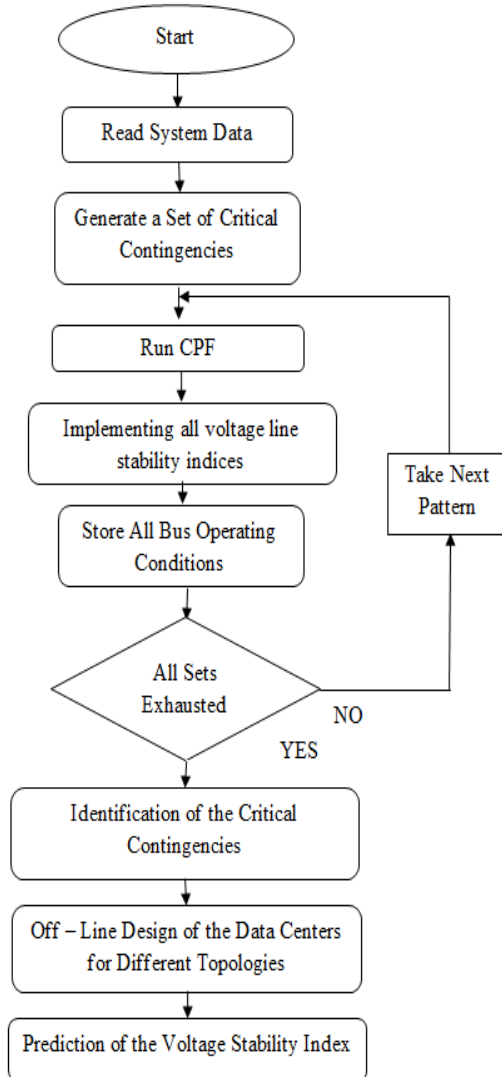 Start
Read System Data
Generate a Set of Critical
Contingencies
Run CPF
Implementing all voltage line
stability indices
Take Next
Pattern
Store All Bus Operating
Conditions
All Sets
Exhausted
NO
YES
Identification of the Critical
Contingencies
Off – Line Design of the Data Centers
for Different Topologies
Prediction of the Voltage Stability Index